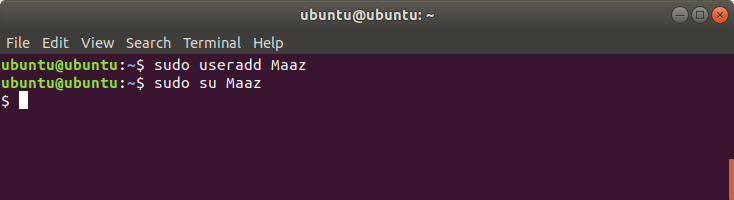 ubuntu@ubuntu: ~
File Edit View Search Terminal Help
ubuntu@ubuntu:~$ sudo useradd Maaz
ubuntu@ubuntu:~$ sudo su Maaz
$